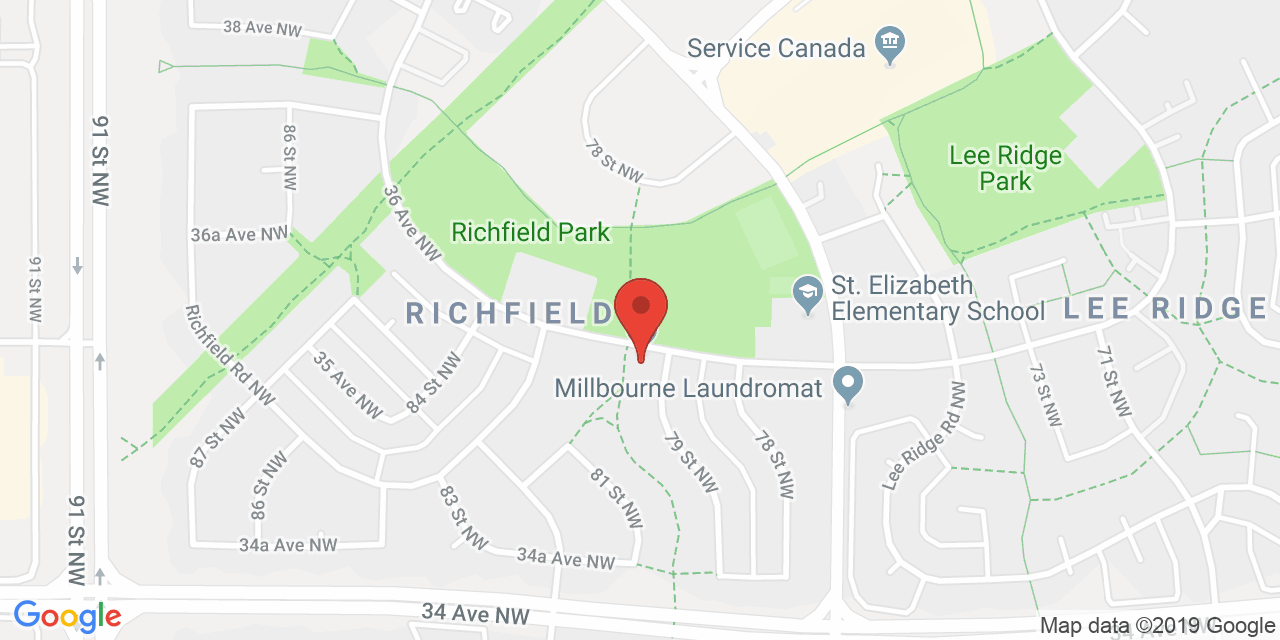 38 Ave NW
Service Canada
91 St NW
86 St NW
78 St NW
Lee Ridge
Park
36 Ave NW
36a Ave NW
Richfield Park
91 St NW
St. Elizabeth
Elementary School
RICHFIELD
LEE RIDGE
Richfield Rd NW
35 Ave NW
84 St NW
Millbourne Laundromat
73 St NW
71 St NW
87 St NW
86 St NW
79 St NW
78 St NW
Lee Ridge Rd NW
83 St NW
81 St NW
91 St NW
34a Ave NW
34a Ave NW
34 Ave NW
34 Ave NW
Google
Map data ©2019 Google